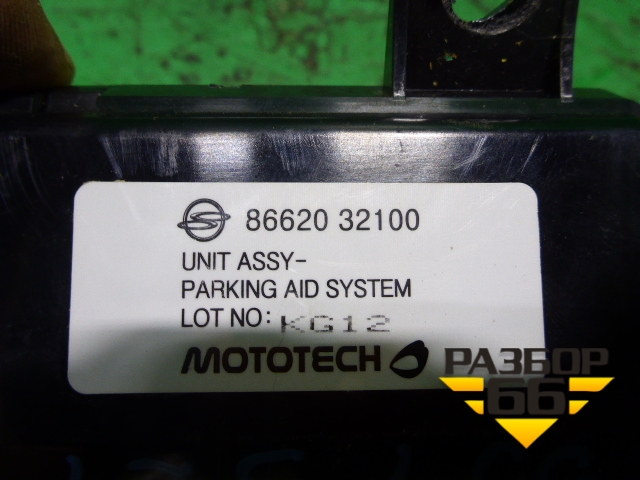 86620 32100
UNIT ASSY-
PARKING AID SYSTEM
LOT NO: KG12
MOTOTECH
РАЗБОР
66